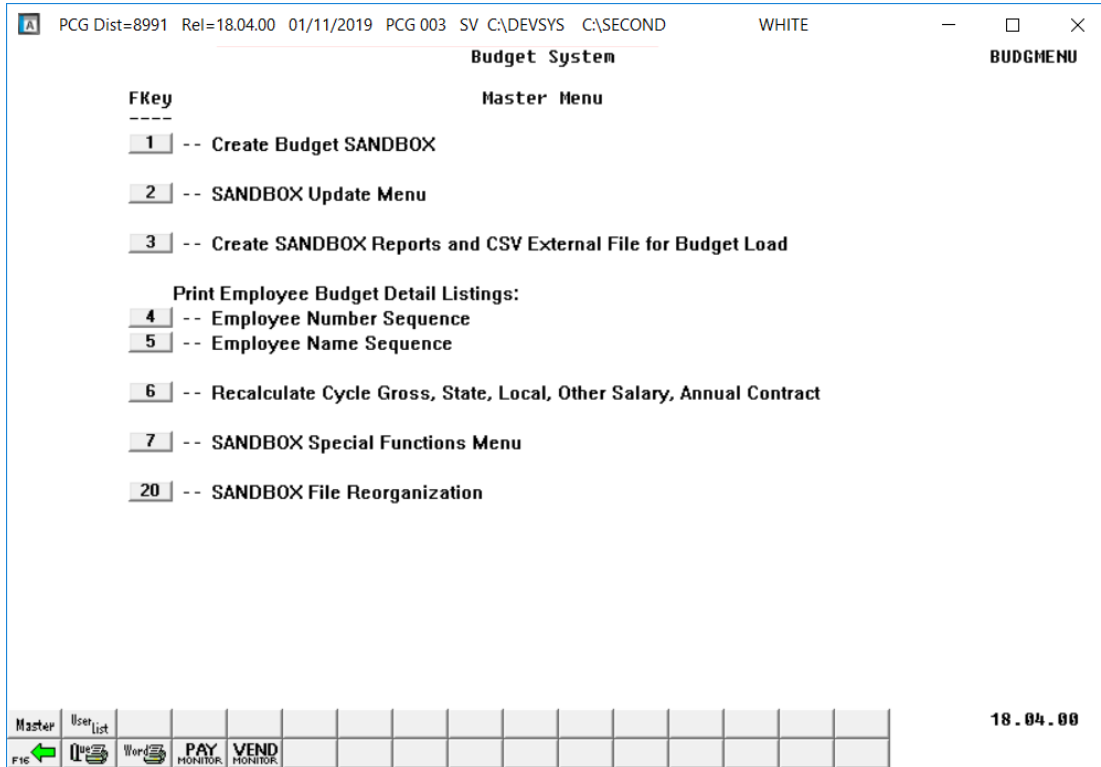 A PCG Dist=8991 Rel=18.04.00 01/11/2019 PCG 003 SV C:\DEVSYS C:\SECOND WHITE
Budget System BUDGMENU
FKey Master Menu
----
1 -- Create Budget SANDBOX
2 -- SANDBOX Update Menu
3 -- Create SANDBOX Reports and CSV External File for Budget Load
Print Employee Budget Detail Listings:
4 -- Employee Number Sequence
5 -- Employee Name Sequence
6 -- Recalculate Cycle Gross, State, Local, Other Salary, Annual Contract
7 -- SANDBOX Special Functions Menu
20 -- SANDBOX File Reorganization
Master User List 18.04.00
F16 Que Word PAY MONITOR VEND MONITOR